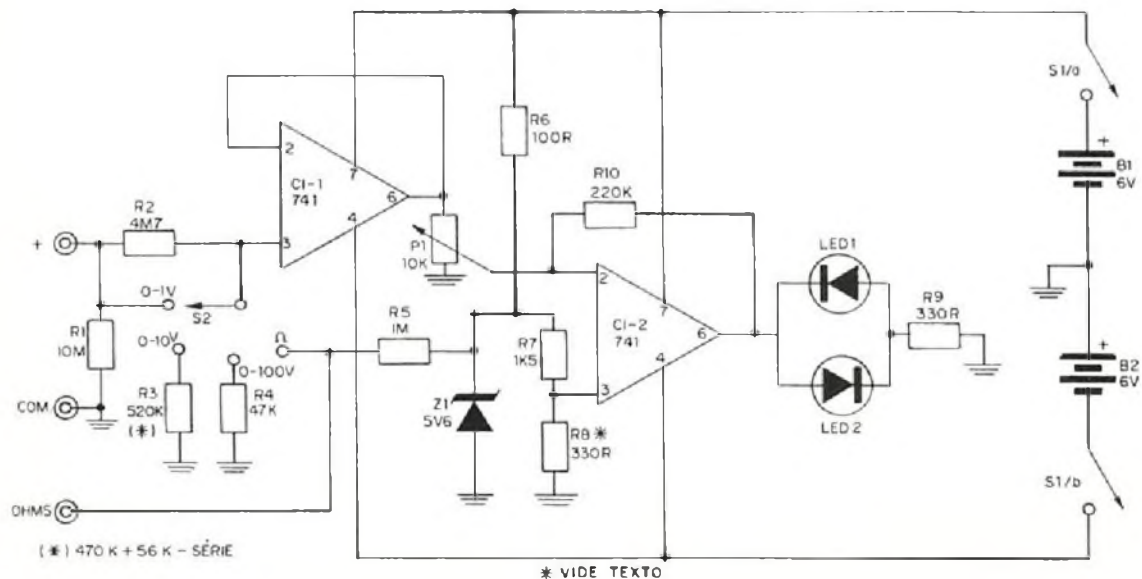 S1/a
R6
100R
2
7
R10
220K
+
B1
6V
CI-1
741
6
R2
4M7
4
LED1
+
3
P1
10K
2
0-1V
S2
R5
1M
7
R9
330R
CI-2
741
6
R1
10M
0-10V
Ω
R7
1K5
4
+
B2
6V
0-100V
3
COM
R3
520K
(*)
R4
47K
Z1
5V6
R8*
330R
LED2
S1/b
OHMS
(*) 470 K + 56 K - SÉRIE
* VIDE TEXTO